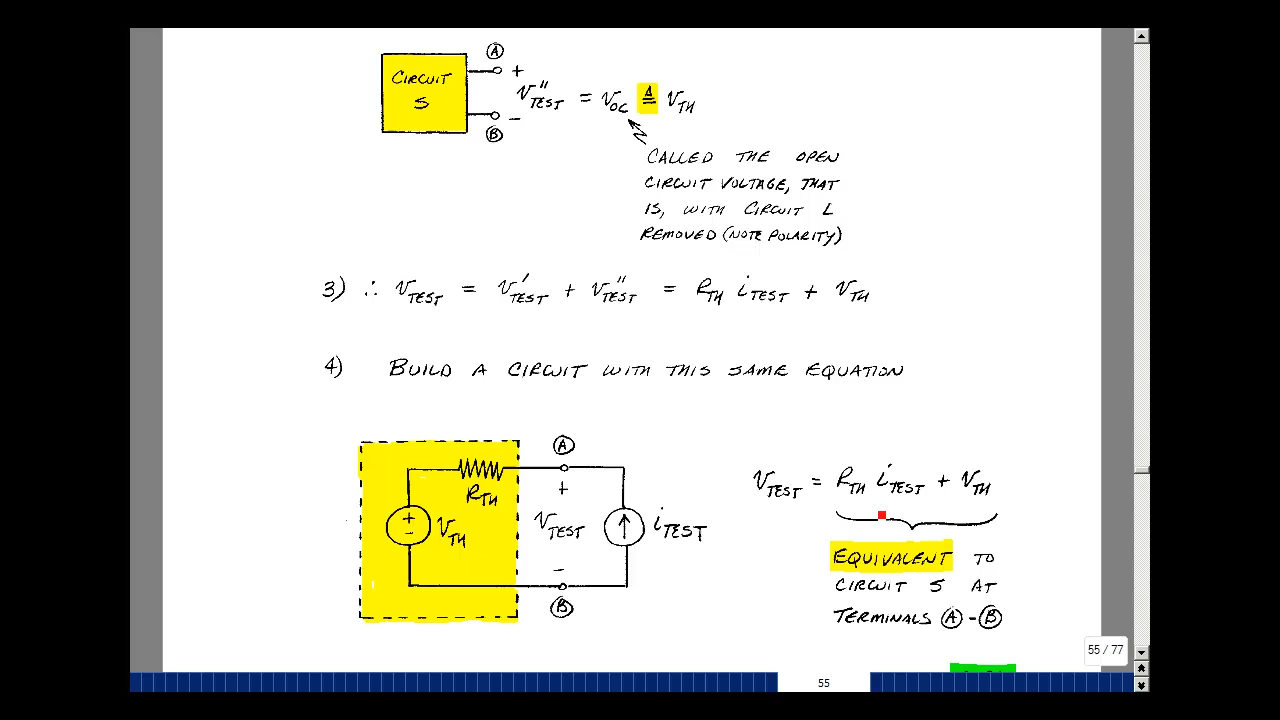 CIRCUIT
S
Ⓐ
+
V"TEST = VOC ≜ VTH
Ⓑ
−
CALLED THE OPEN
CIRCUIT VOLTAGE, THAT
IS, WITH CIRCUIT L
REMOVED (NOTE POLARITY)
3) ∴ VTEST = V'TEST + V"TEST = RTH iTEST + VTH
4) BUILD A CIRCUIT WITH THIS SAME EQUATION
Ⓐ
RTH
+
+
−
VTH
VTEST
iTEST
−
Ⓑ
VTEST = RTH iTEST + VTH
EQUIVALENT TO
CIRCUIT S AT
TERMINALS Ⓐ-Ⓑ
55 / 77
55